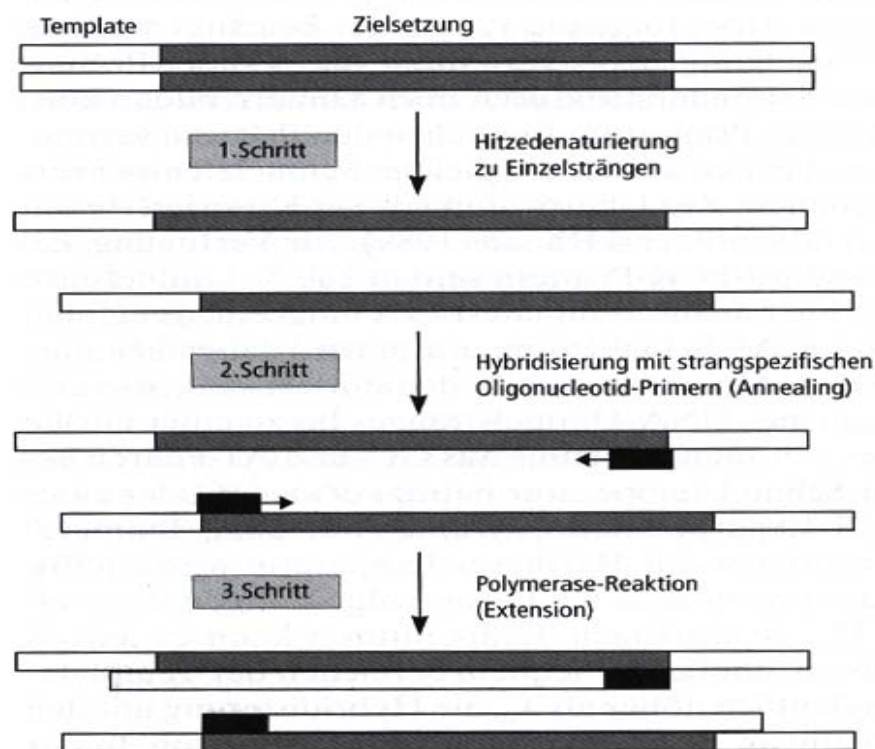 Template
Zielsetzung
1.Schritt
Hitzedenaturierung
zu Einzelsträngen
2.Schritt
Hybridisierung mit strangspezifischen
Oligonucleotid-Primern (Annealing)
3.Schritt
Polymerase-Reaktion
(Extension)